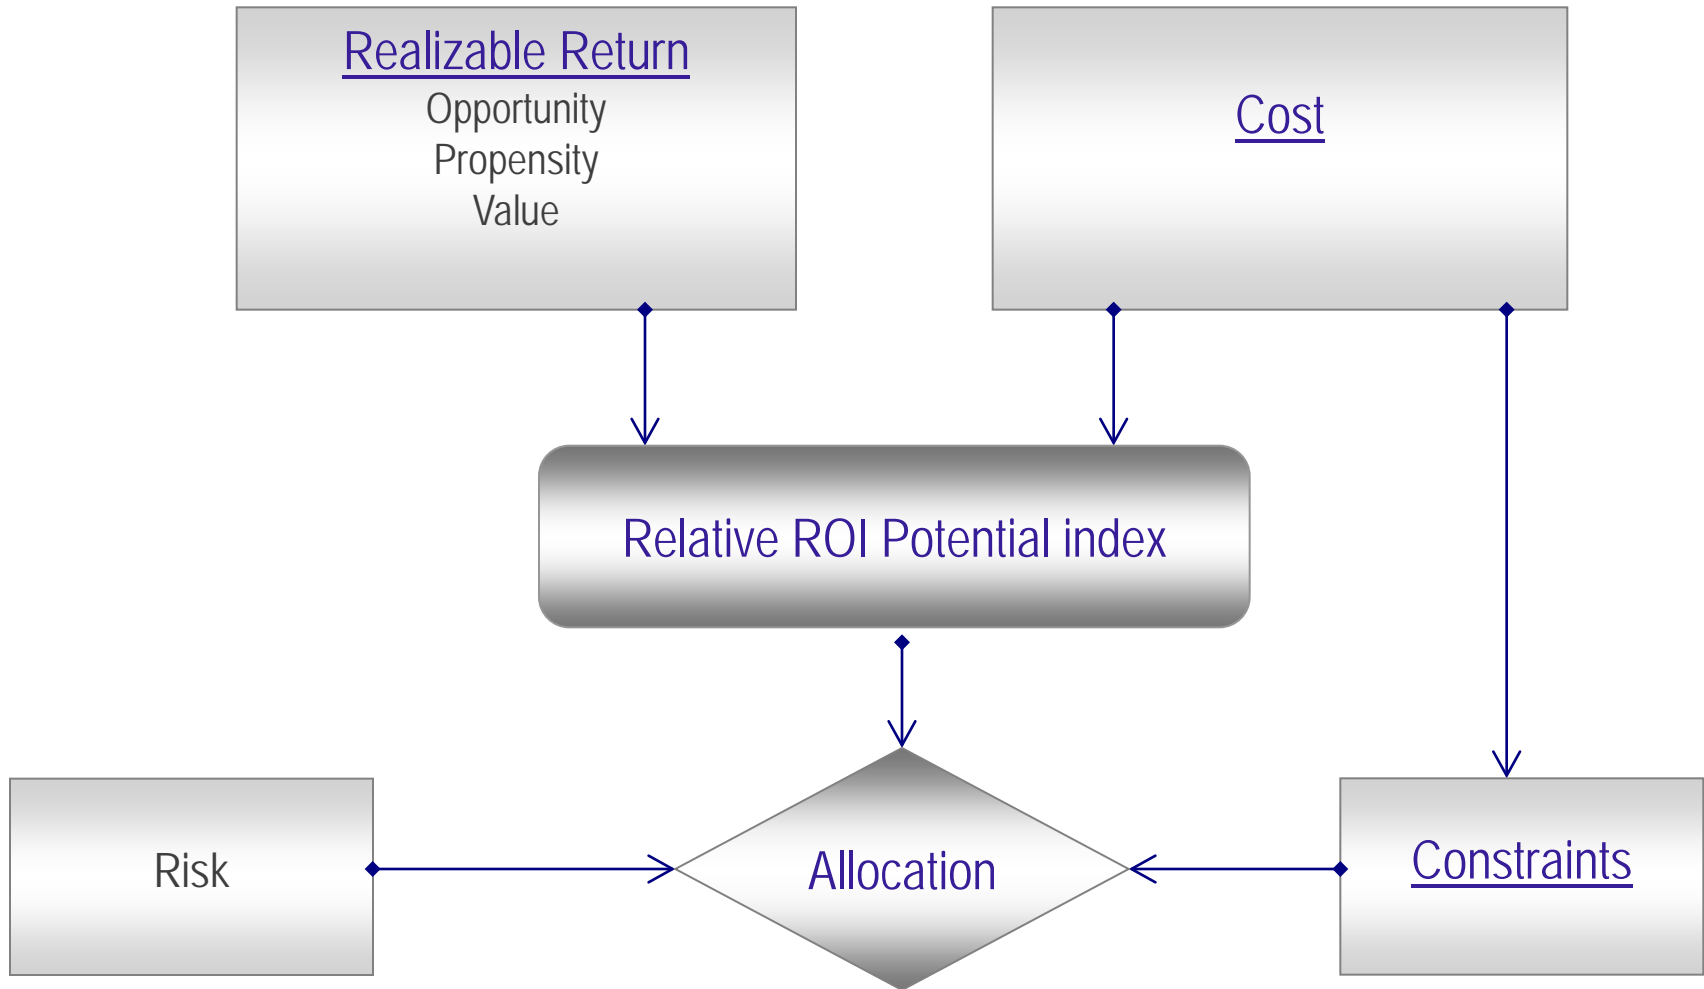 Realizable Return
Opportunity
Propensity
Value
Cost
Relative ROI Potential index
Risk
Allocation
Constraints